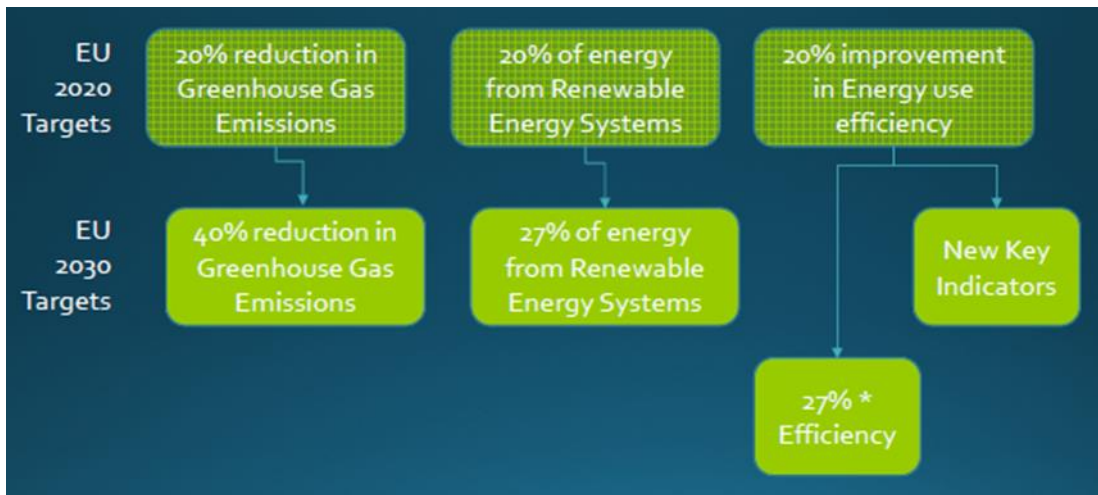 EU
2020
Targets
20% reduction in
Greenhouse Gas
Emissions
20% of energy
from Renewable
Energy Systems
20% improvement
in Energy use
efficiency
EU
2030
Targets
40% reduction in
Greenhouse Gas
Emissions
27% of energy
from Renewable
Energy Systems
New Key
Indicators
27% *
Efficiency